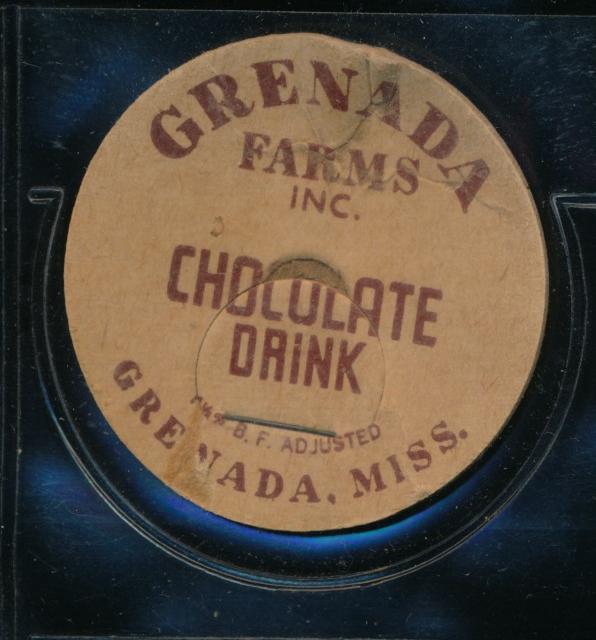 GRENADA
FARMS
INC.
CHOCOLATE
DRINK
B. F. ADJUSTED
GRENADA, MISS.